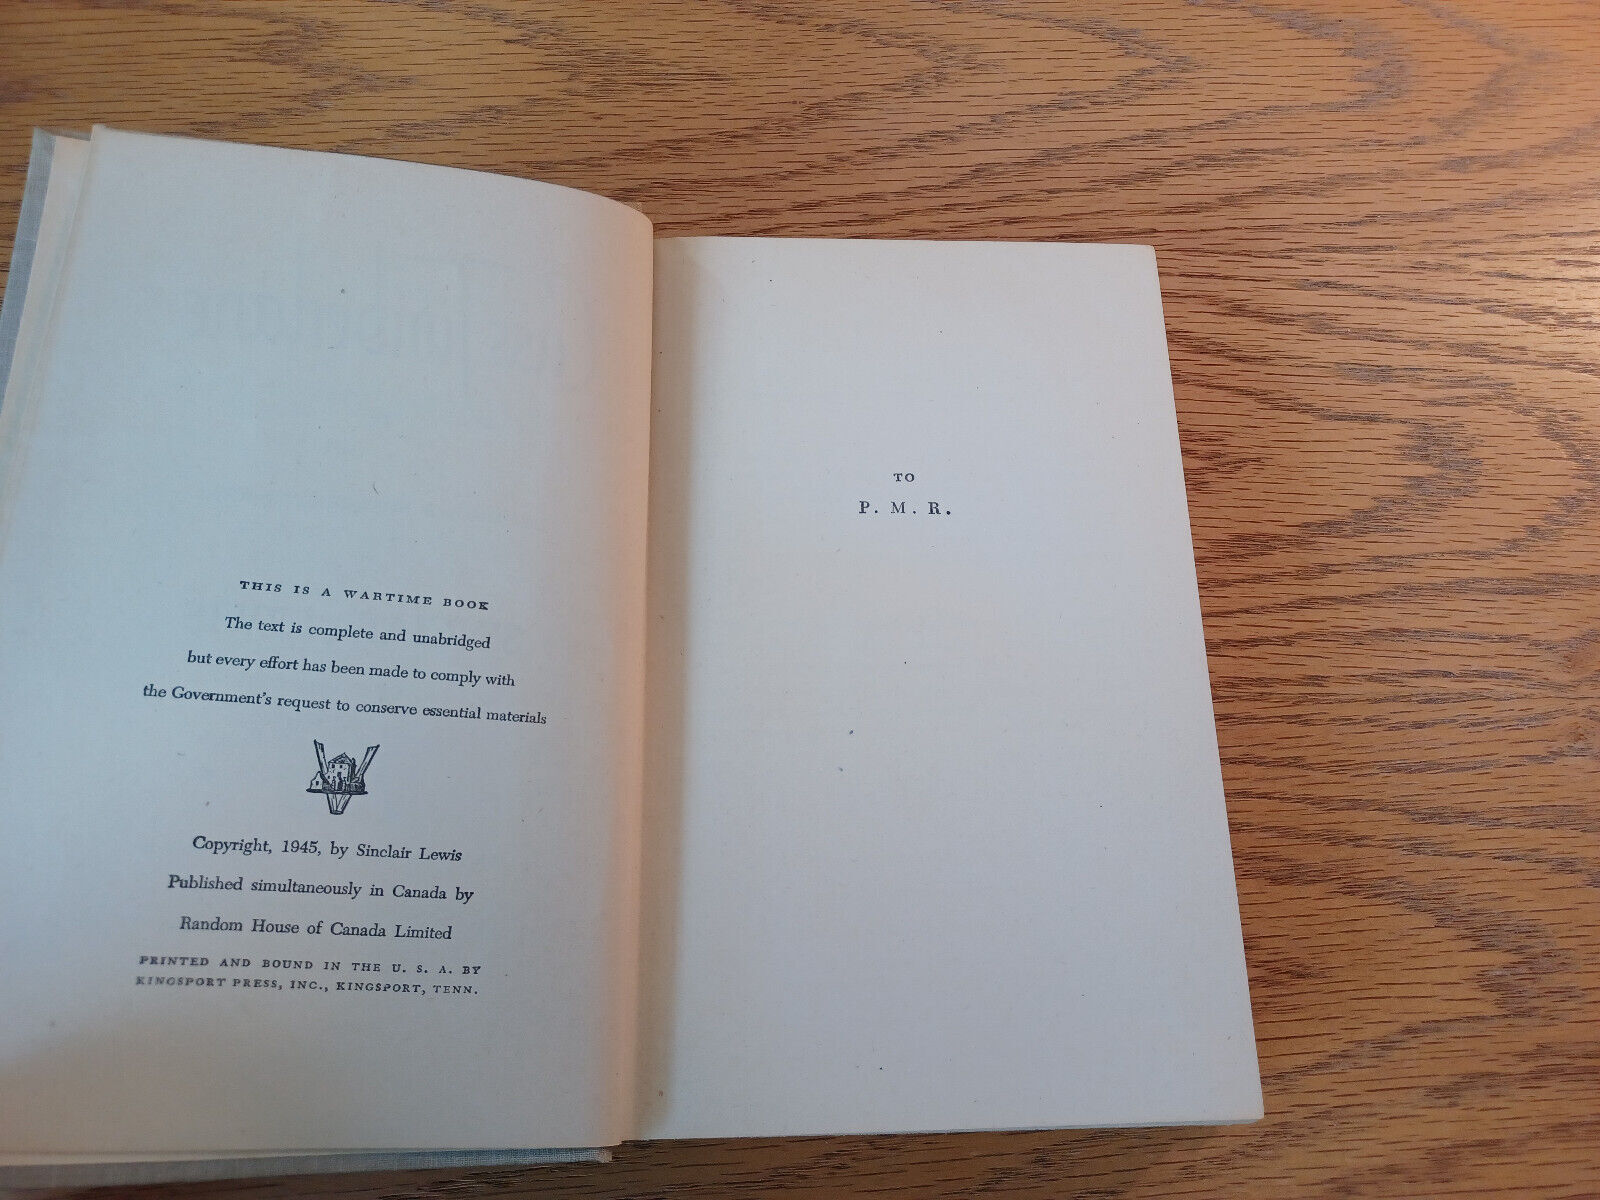 THIS IS A WARTIME BOOK
The text is complete and unabridged
but every effort has been made to comply with
the Government's request to conserve essential materials
Copyright, 1945, by Sinclair Lewis
Published simultaneously in Canada by
Random House of Canada Limited
PRINTED AND BOUND IN THE U. S. A. BY
KINGSPORT PRESS, INC., KINGSPORT, TENN.
TO
P. M. R.